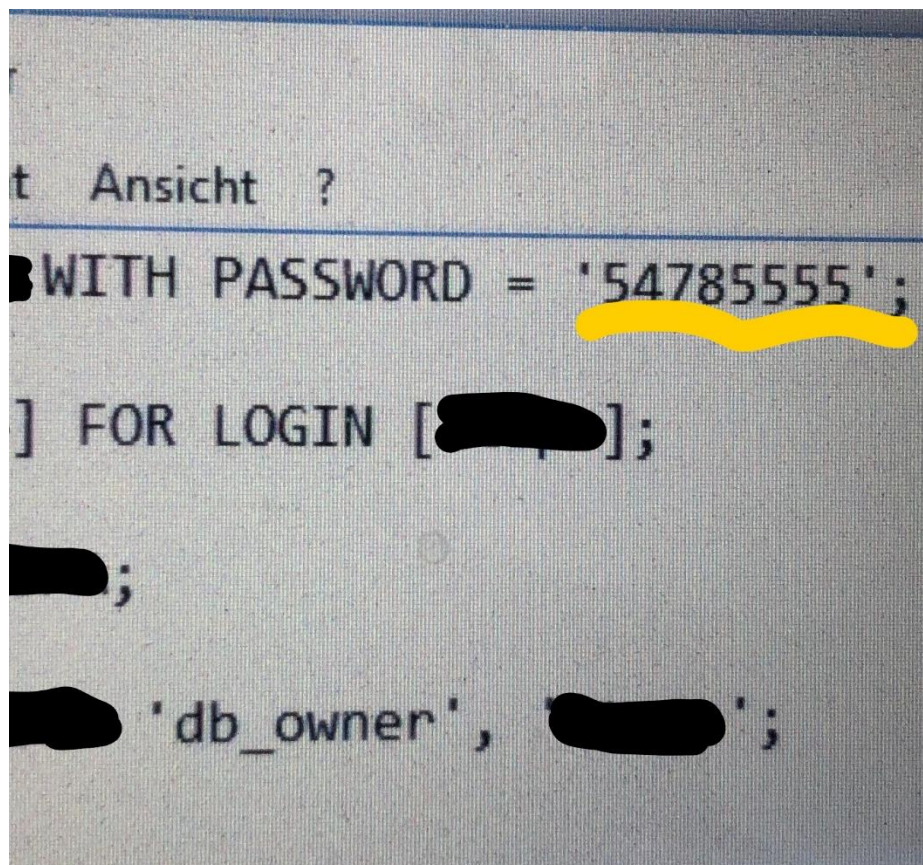 t Ansicht ?
WITH PASSWORD = '54785555';
] FOR LOGIN [ ];
;
'db_owner', ' ';